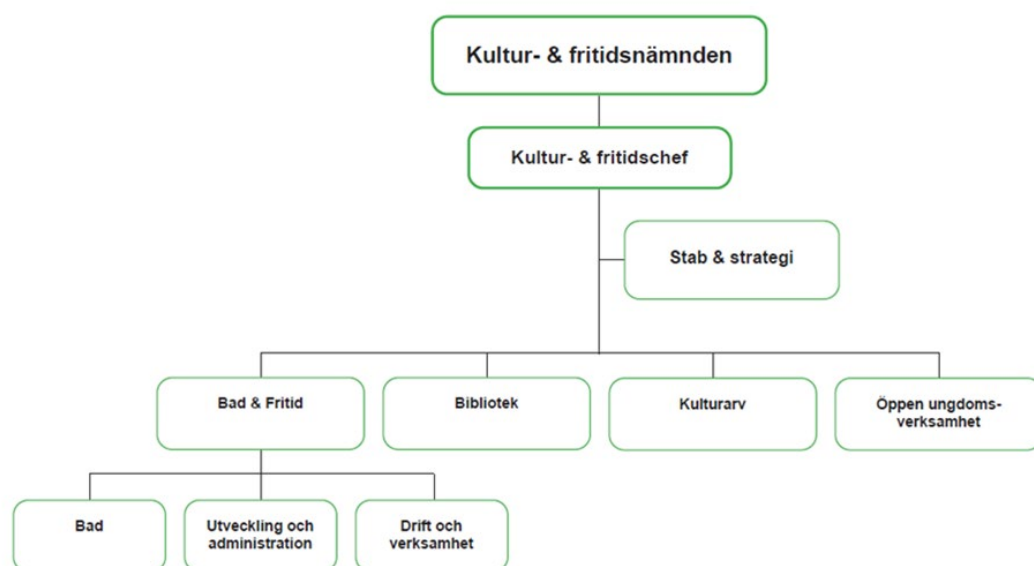 Kultur- & fritidsnämnden
Kultur- & fritidschef
Stab & strategi
Bad & Fritid
Bibliotek
Kulturarv
Öppen ungdoms-
verksamhet
Bad
Utveckling och
administration
Drift och
verksamhet